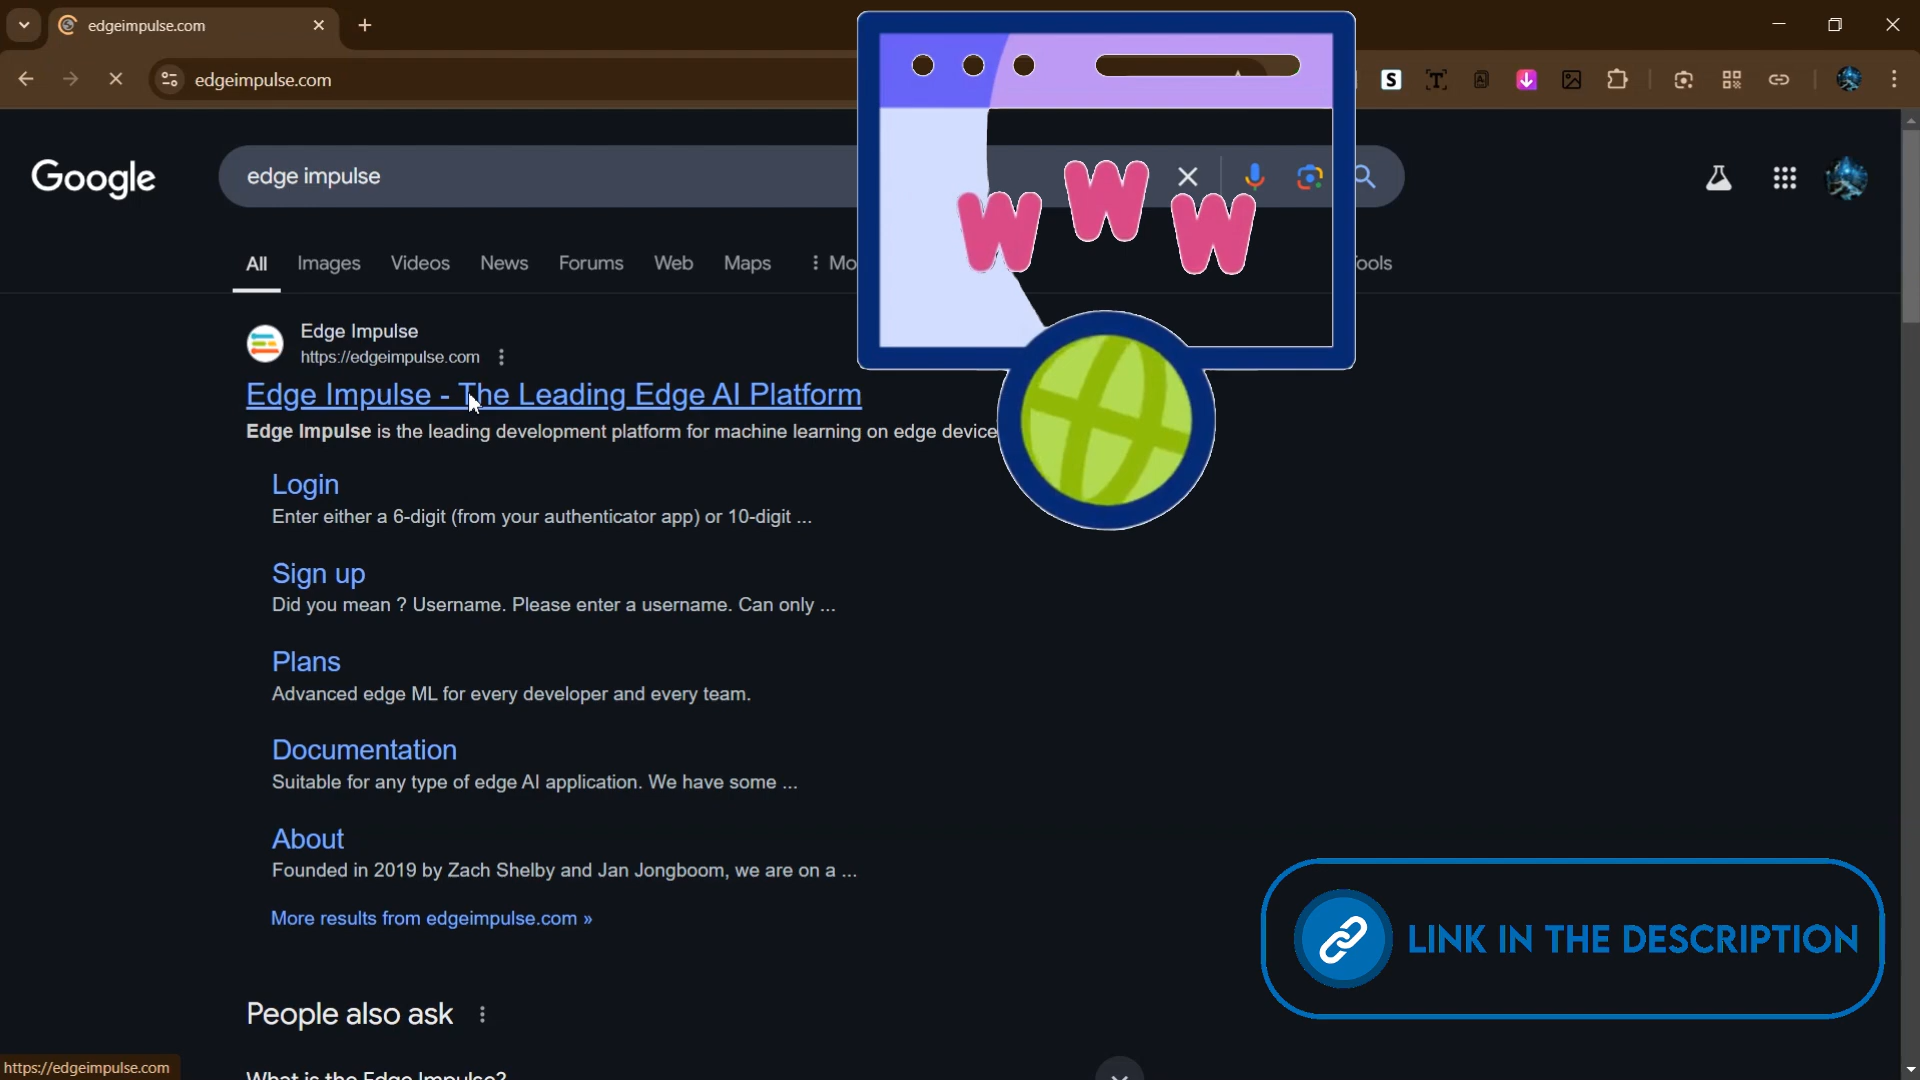 edgeimpulse.com
edgeimpulse.com
S
T
Google
edge impulse
W W W
All Images Videos News Forums Web Maps Mo ools
Edge Impulse
https://edgeimpulse.com
Edge Impulse - The Leading Edge AI Platform
Edge Impulse is the leading development platform for machine learning on edge device
Login
Enter either a 6-digit (from your authenticator app) or 10-digit ...
Sign up
Did you mean ? Username. Please enter a username. Can only ...
Plans
Advanced edge ML for every developer and every team.
Documentation
Suitable for any type of edge AI application. We have some ...
About
Founded in 2019 by Zach Shelby and Jan Jongboom, we are on a ...
More results from edgeimpulse.com »
LINK IN THE DESCRIPTION
People also ask
https://edgeimpulse.com
What is the Edge Impulse?